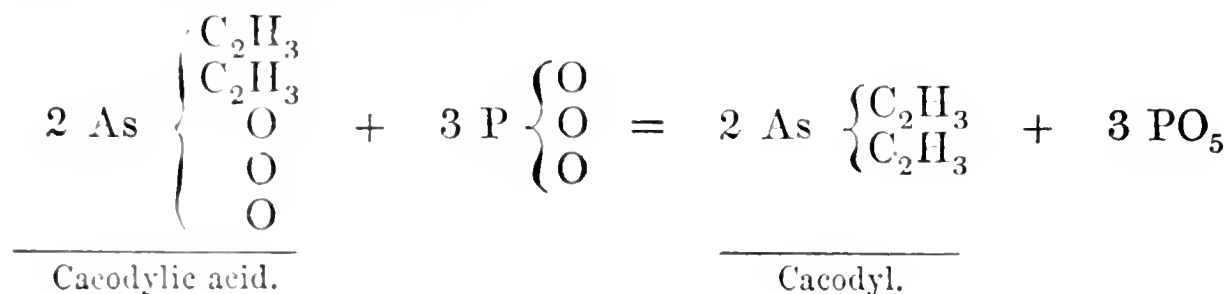 2 As { C₂H₃ C₂H₃ O O O + 3 P { O O O = 2 As { C₂H₃ C₂H₃ + 3 PO₅
Cacodylic acid. Cacodyl.